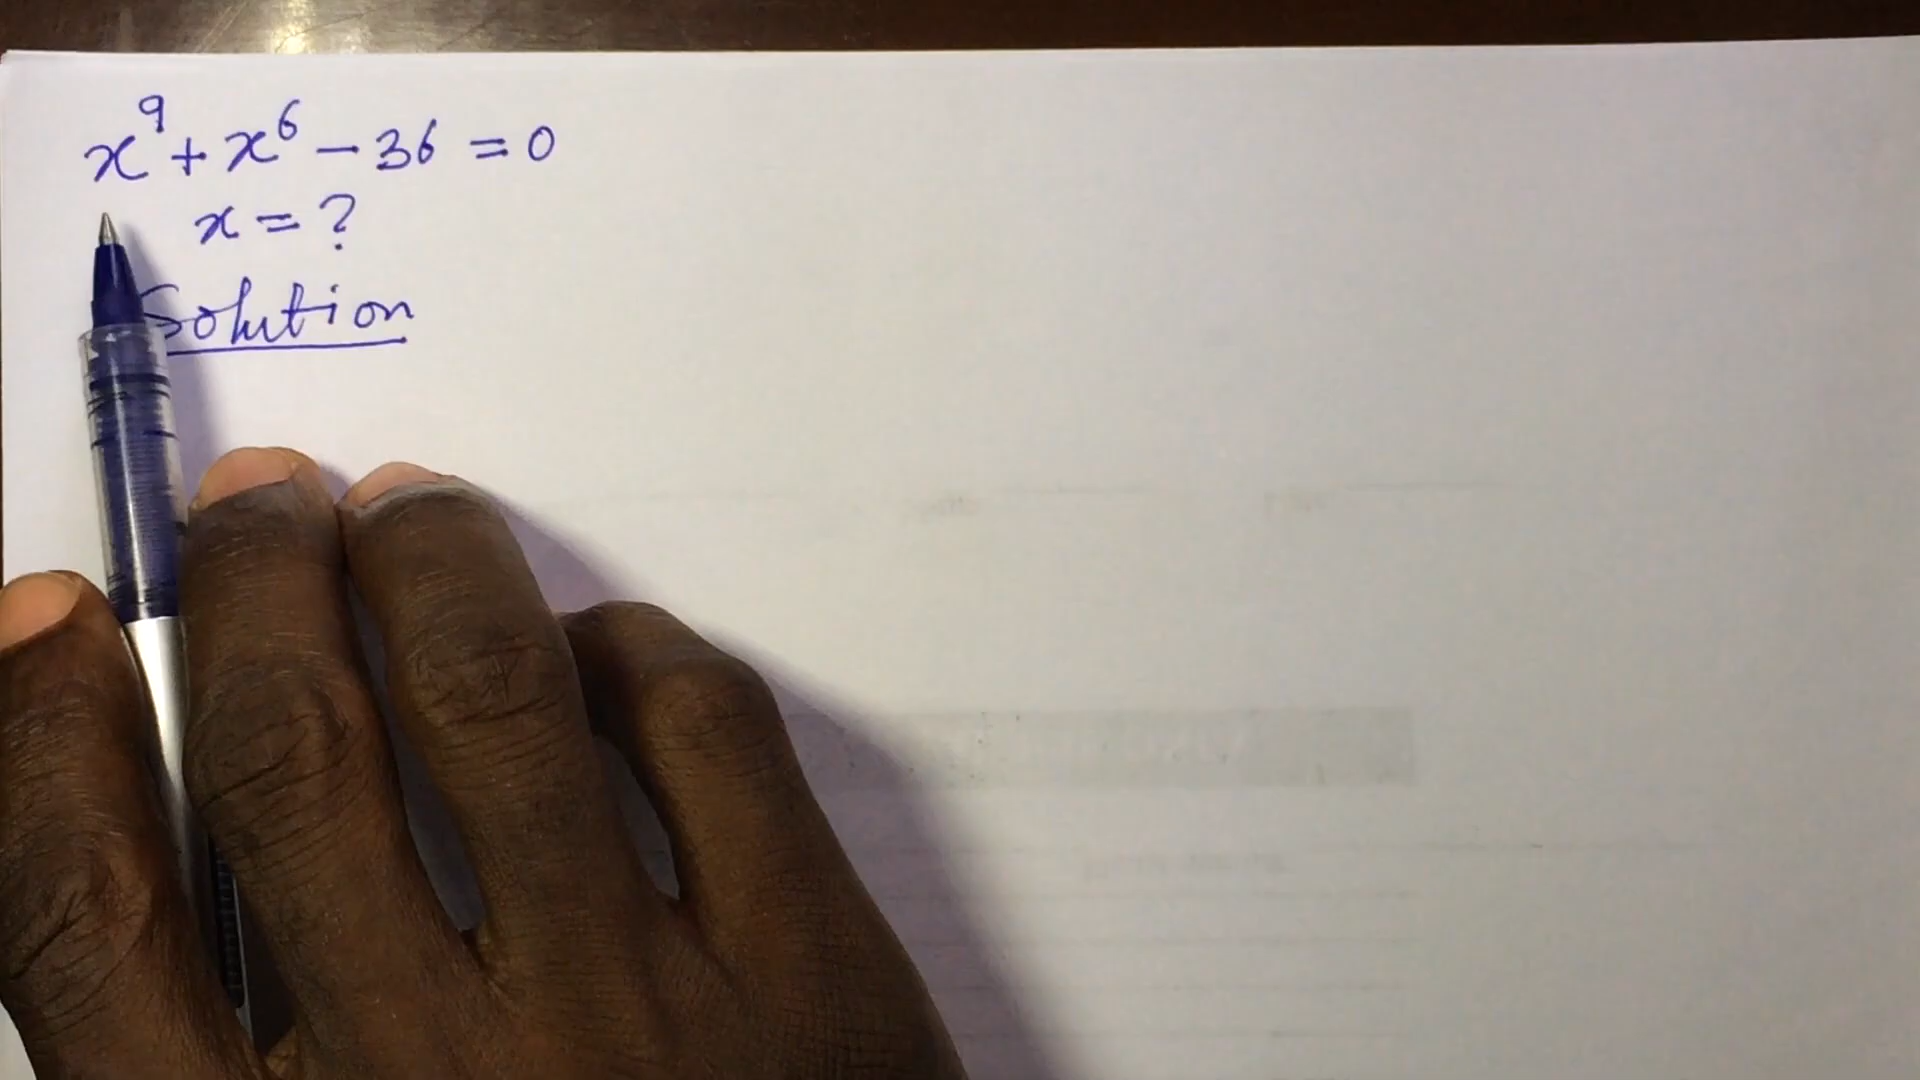 x⁹ + x⁶ - 36 = 0
x = ?
Solution